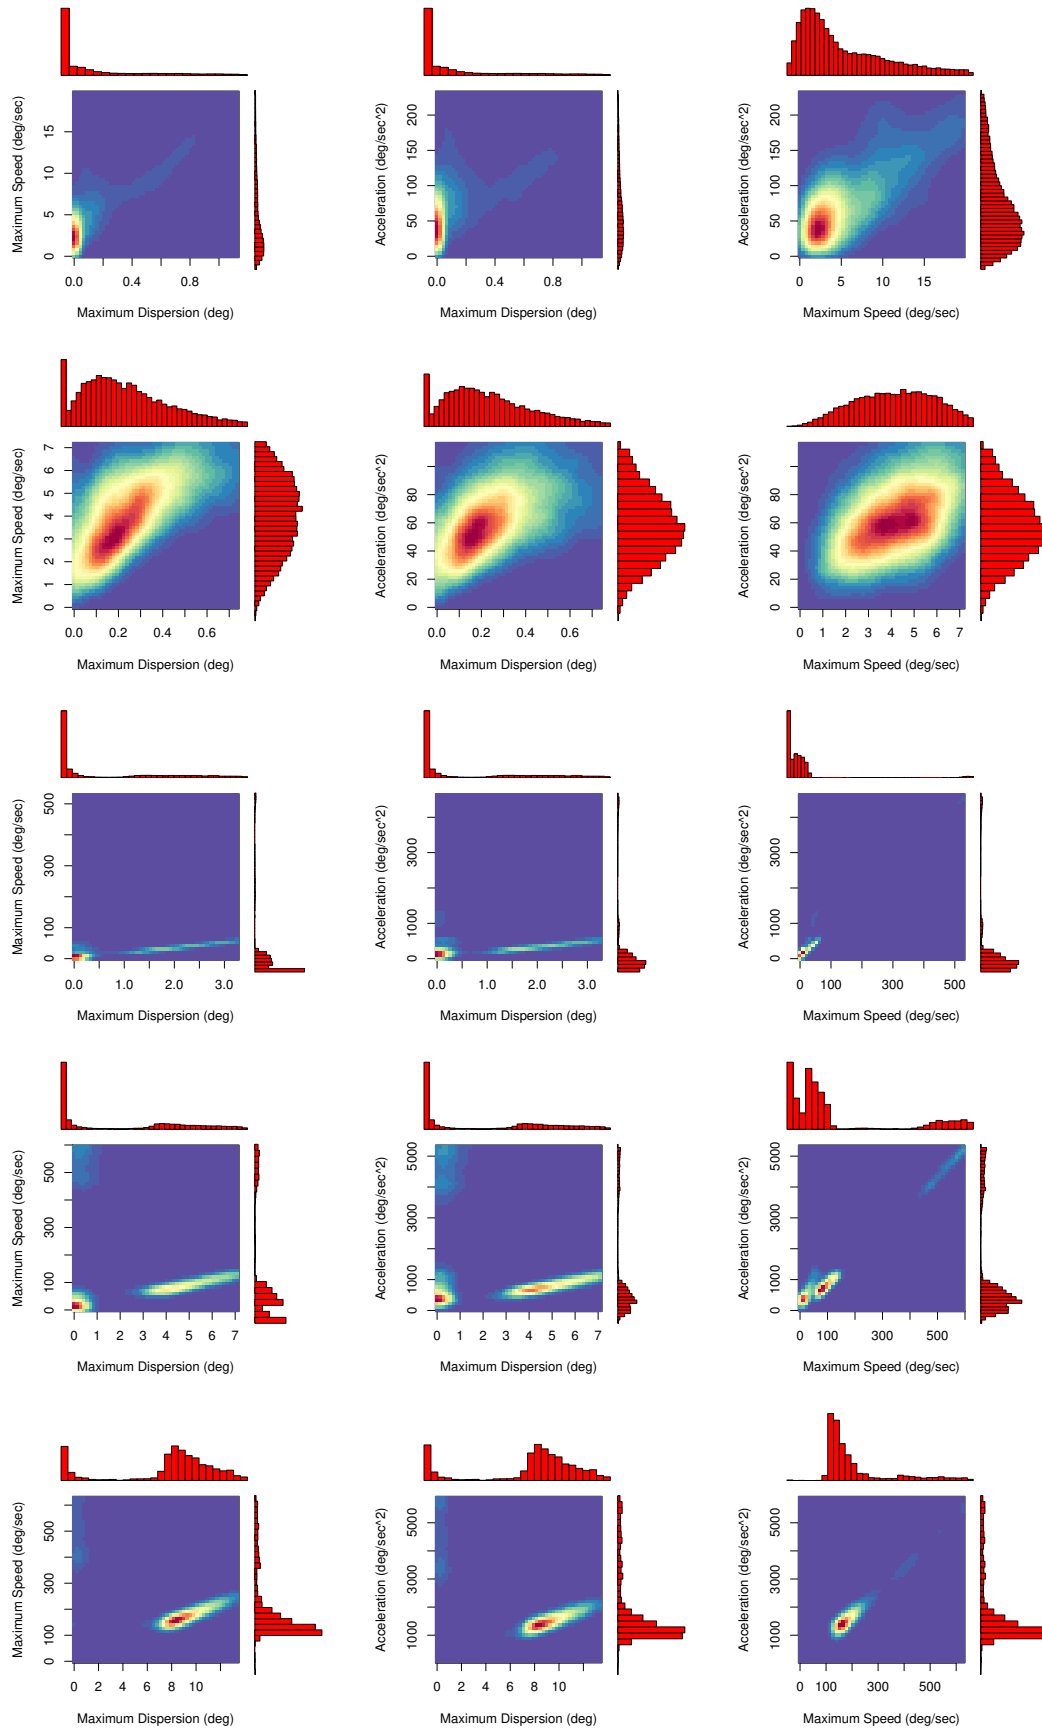 Maximum Speed (deg/sec)
0 5 10 15
0.0 0.4 0.8
Maximum Dispersion (deg)
Acceleration (deg/sec^2)
0 50 100 150 200
0.0 0.4 0.8
Maximum Dispersion (deg)
Acceleration (deg/sec^2)
0 50 100 150 200
0 5 10 15
Maximum Speed (deg/sec)
Maximum Speed (deg/sec)
0 1 2 3 4 5 6 7
0.0 0.2 0.4 0.6
Maximum Dispersion (deg)
Acceleration (deg/sec^2)
0 20 40 60 80
0.0 0.2 0.4 0.6
Maximum Dispersion (deg)
Acceleration (deg/sec^2)
0 20 40 60 80
0 1 2 3 4 5 6 7
Maximum Speed (deg/sec)
Maximum Speed (deg/sec)
0 100 300 500
0.0 1.0 2.0 3.0
Maximum Dispersion (deg)
Acceleration (deg/sec^2)
0 1000 3000
0.0 1.0 2.0 3.0
Maximum Dispersion (deg)
Acceleration (deg/sec^2)
0 1000 3000
0 100 300 500
Maximum Speed (deg/sec)
Maximum Speed (deg/sec)
0 100 300 500
0 1 2 3 4 5 6 7
Maximum Dispersion (deg)
Acceleration (deg/sec^2)
0 1000 3000 5000
0 1 2 3 4 5 6 7
Maximum Dispersion (deg)
Acceleration (deg/sec^2)
0 1000 3000 5000
0 100 300 500
Maximum Speed (deg/sec)
Maximum Speed (deg/sec)
0 100 300 500
0 2 4 6 8 10
Maximum Dispersion (deg)
Acceleration (deg/sec^2)
1000 3000 5000
0 2 4 6 8 10
Maximum Dispersion (deg)
Acceleration (deg/sec^2)
1000 3000 5000
100 300 500
Maximum Speed (deg/sec)